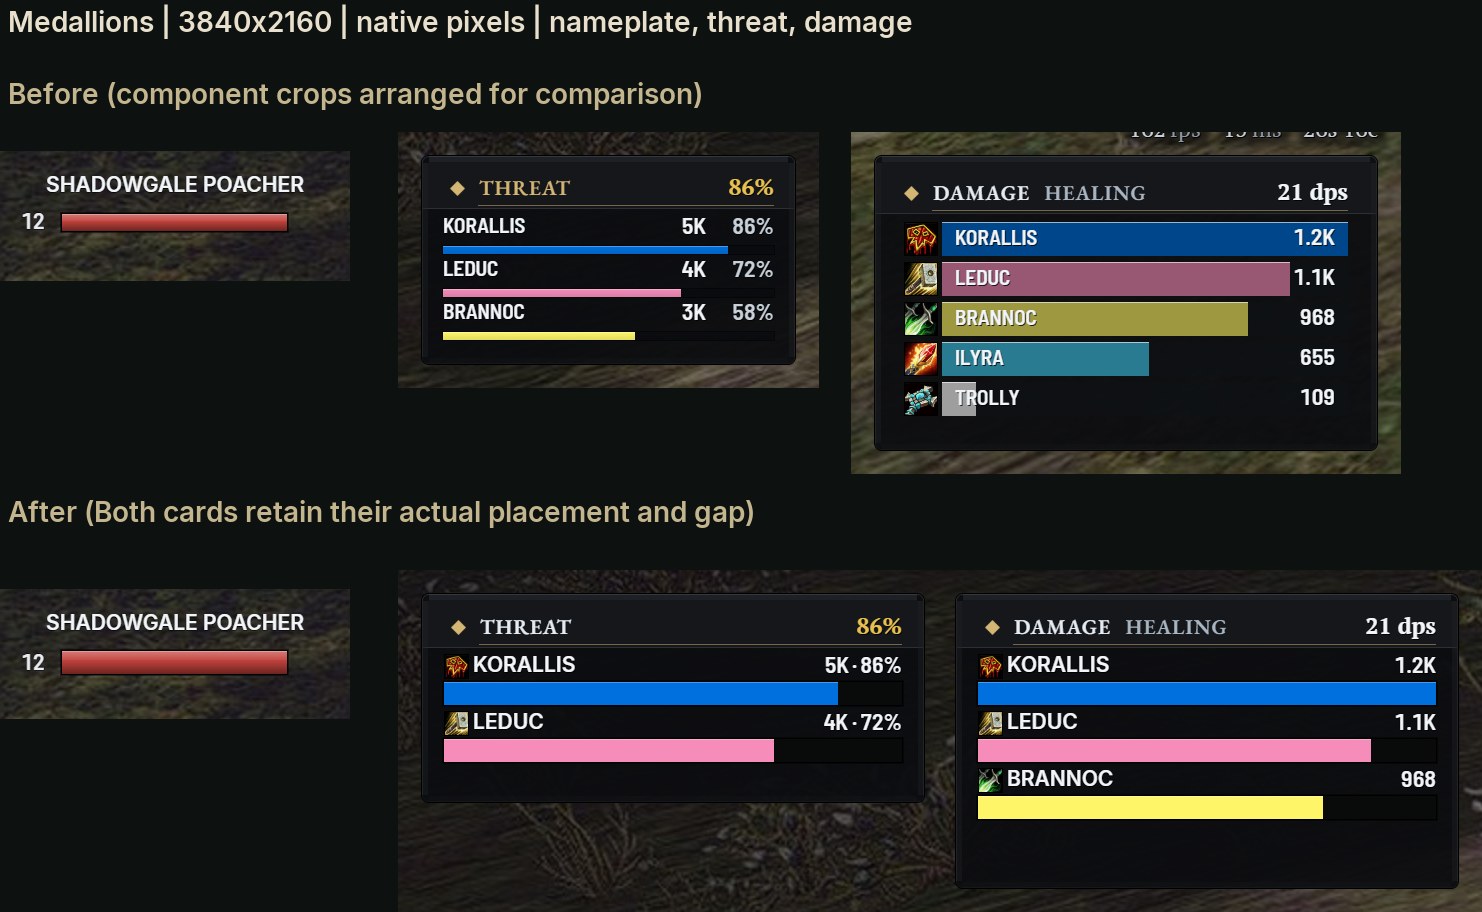 Medallions | 3840x2160 | native pixels | nameplate, threat, damage
Before (component crops arranged for comparison)
SHADOWGALE POACHER
12
THREAT 86%
KORALLIS 5K 86%
LEDUC 4K 72%
BRANNOC 3K 58%
DAMAGE HEALING 21 dps
KORALLIS 1.2K
LEDUC 1.1K
BRANNOC 968
ILYRA 655
TROLLY 109
After (Both cards retain their actual placement and gap)
SHADOWGALE POACHER
12
THREAT 86%
KORALLIS 5K·86%
LEDUC 4K·72%
DAMAGE HEALING 21 dps
KORALLIS 1.2K
LEDUC 1.1K
BRANNOC 968